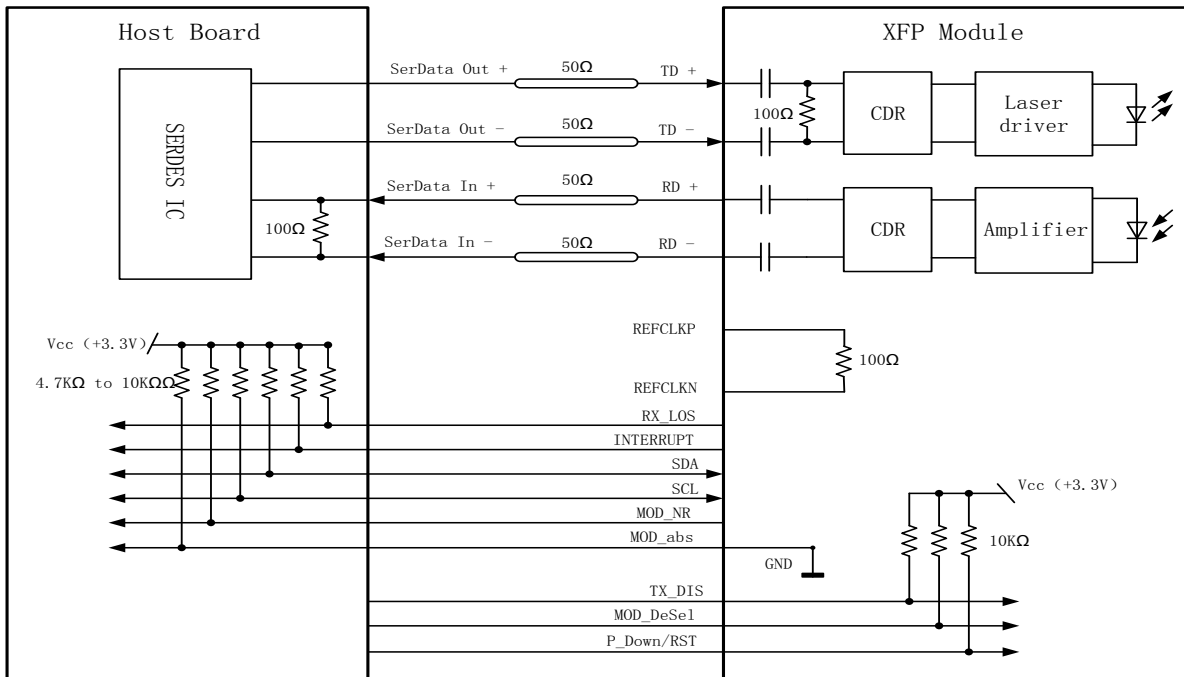 Host Board
XFP Module
SERDES IC
SerData Out +
50Ω
TD +
SerData Out -
50Ω
TD -
100Ω
CDR
Laser driver
SerData In +
50Ω
RD +
100Ω
SerData In -
50Ω
RD -
CDR
Amplifier
Vcc (+3.3V)
4.7KΩ to 10KΩΩ
REFCLKP
100Ω
REFCLKN
RX_LOS
INTERRUPT
SDA
SCL
MOD_NR
MOD_abs
GND
Vcc (+3.3V)
10KΩ
TX_DIS
MOD_DeSel
P_Down/RST